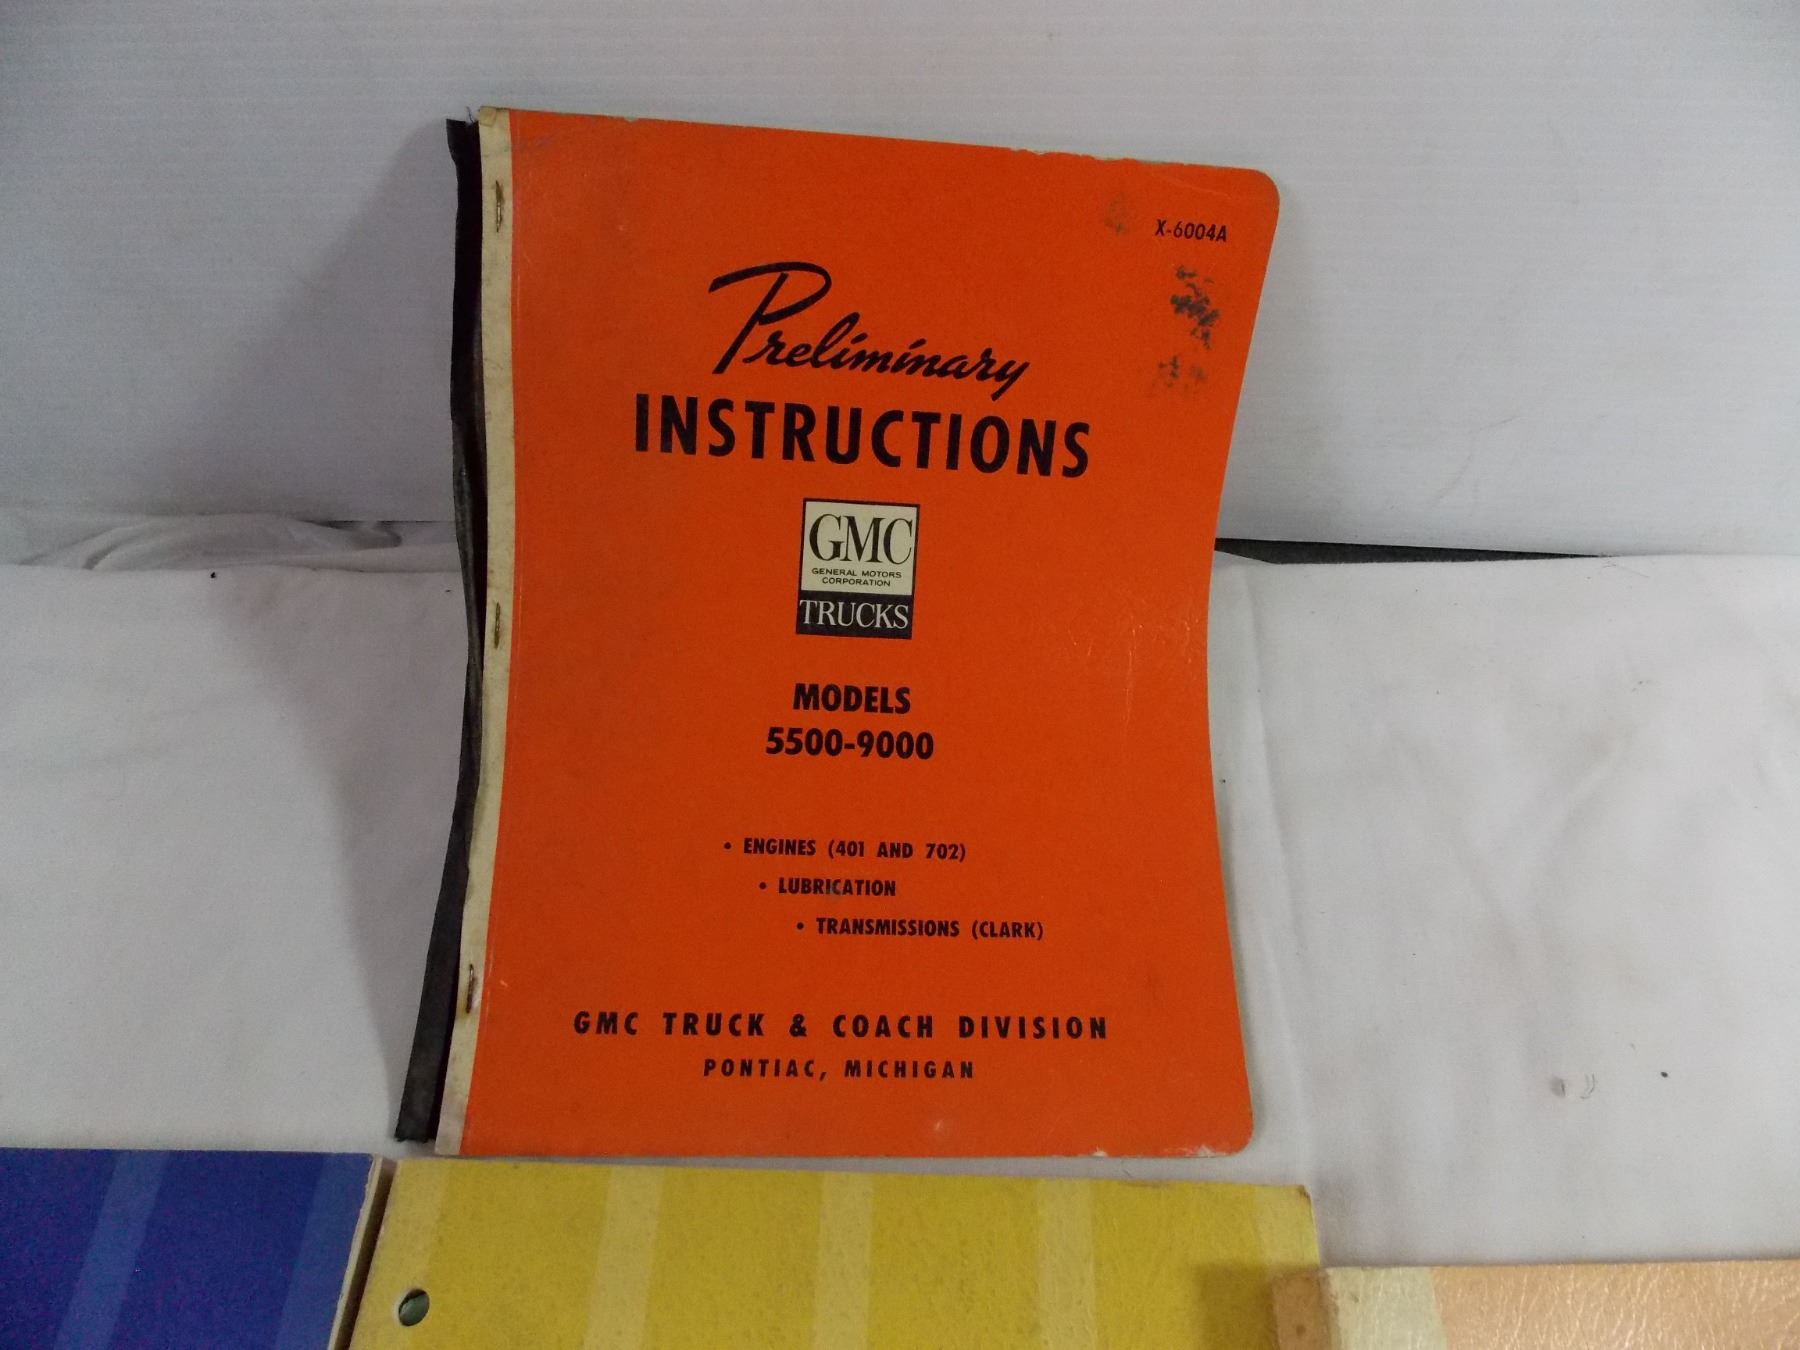 X-6004A
Preliminary
INSTRUCTIONS
GMC
GENERAL MOTORS
CORPORATION
TRUCKS
MODELS
5500-9000
• ENGINES (401 AND 702)
• LUBRICATION
• TRANSMISSIONS (CLARK)
GMC TRUCK & COACH DIVISION
PONTIAC, MICHIGAN